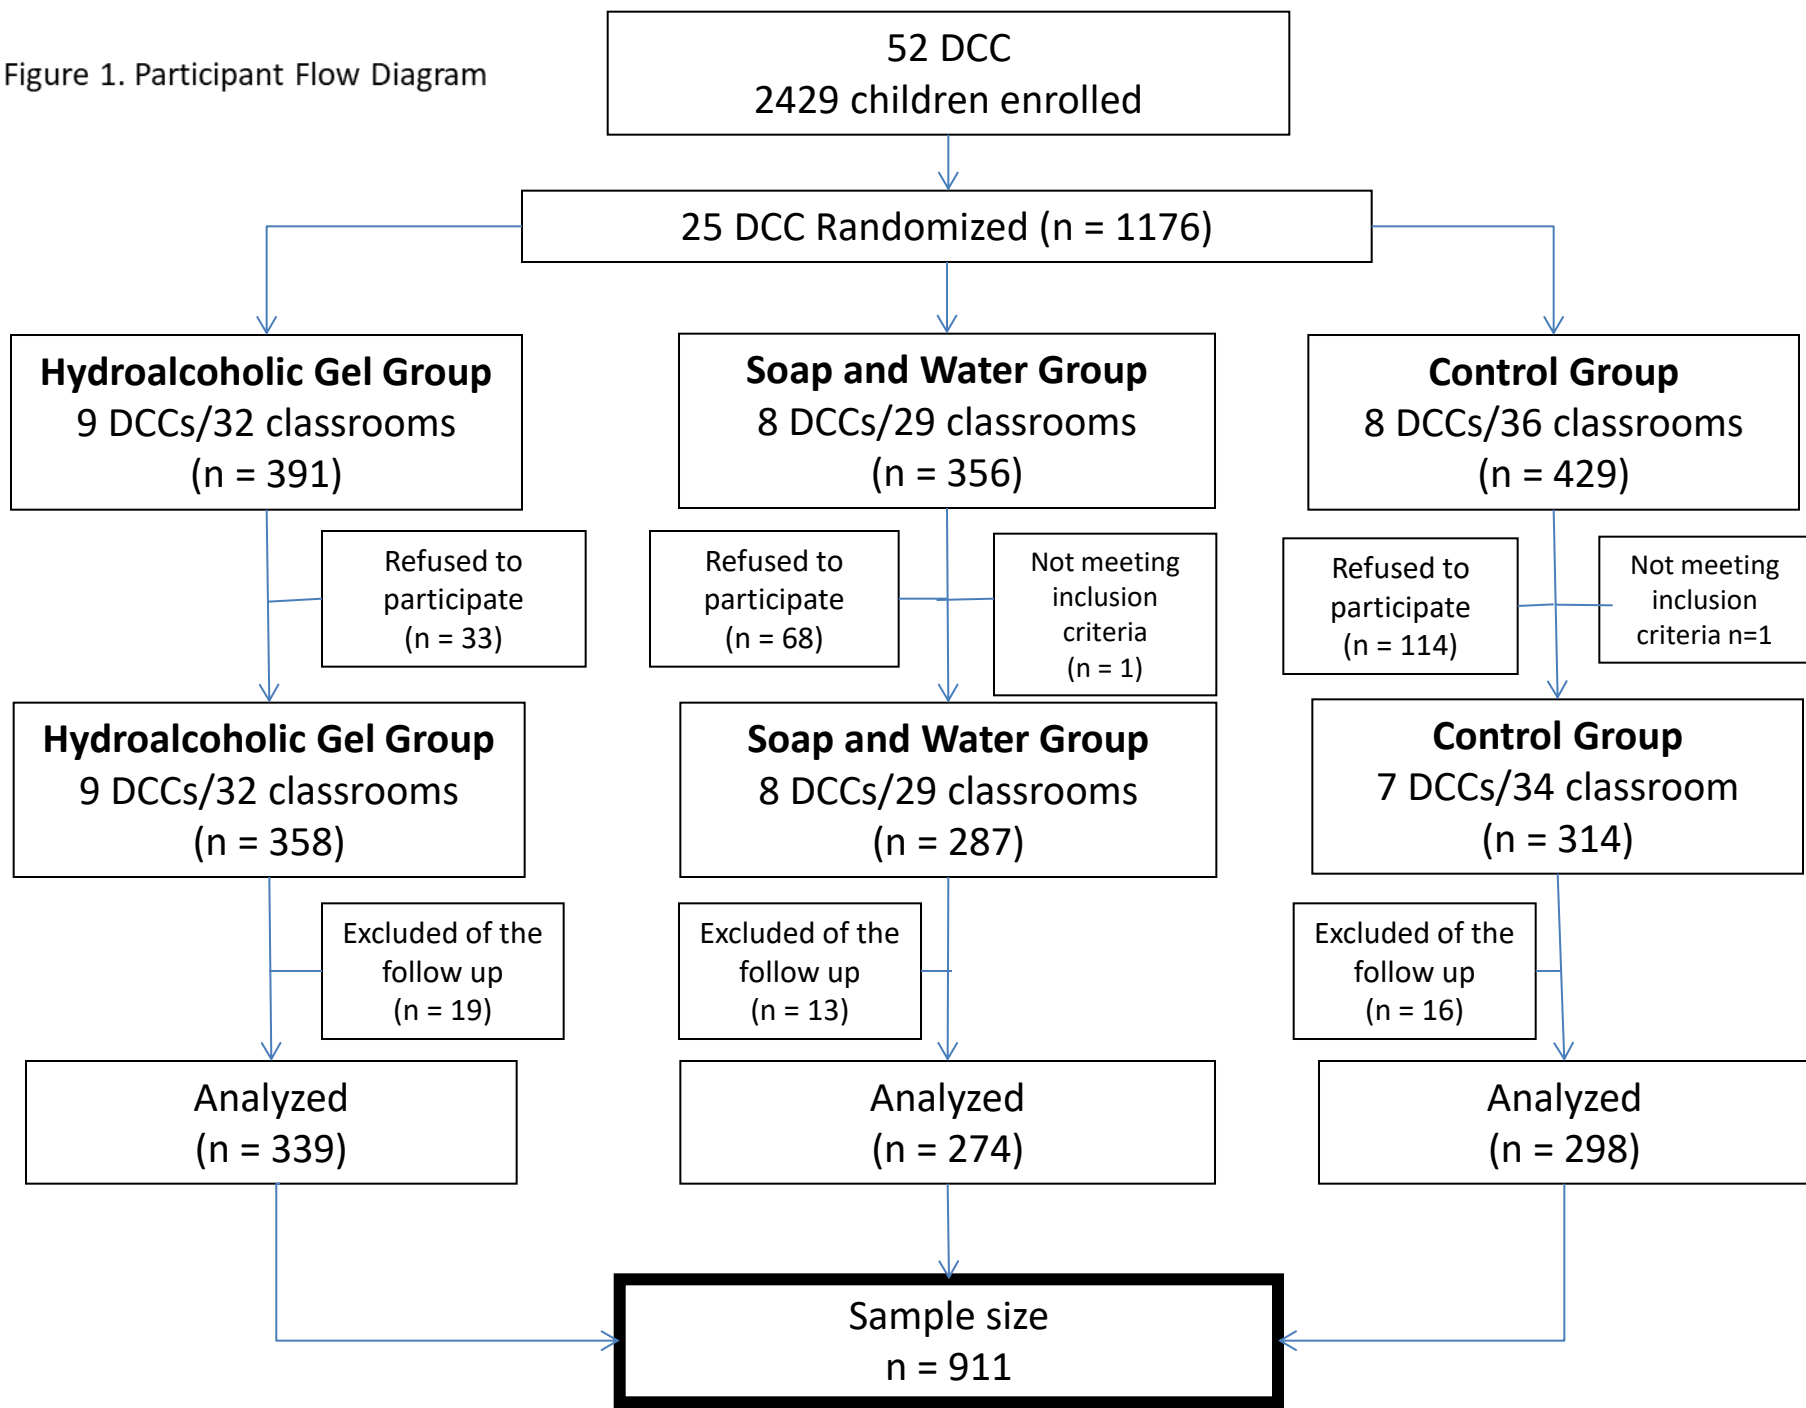 Figure 1. Participant Flow Diagram
52 DCC
2429 children enrolled
25 DCC Randomized (n = 1176)
Hydroalcoholic Gel Group
9 DCCs/32 classrooms
(n = 391)
Soap and Water Group
8 DCCs/29 classrooms
(n = 356)
Control Group
8 DCCs/36 classrooms
(n = 429)
Refused to
participate
(n = 33)
Refused to
participate
(n = 68)
Not meeting
inclusion
criteria
(n = 1)
Refused to
participate
(n = 114)
Not meeting
inclusion
criteria n=1
Hydroalcoholic Gel Group
9 DCCs/32 classrooms
(n = 358)
Soap and Water Group
8 DCCs/29 classrooms
(n = 287)
Control Group
7 DCCs/34 classroom
(n = 314)
Excluded of the
follow up
(n = 19)
Excluded of the
follow up
(n = 13)
Excluded of the
follow up
(n = 16)
Analyzed
(n = 339)
Analyzed
(n = 274)
Analyzed
(n = 298)
Sample size
n = 911